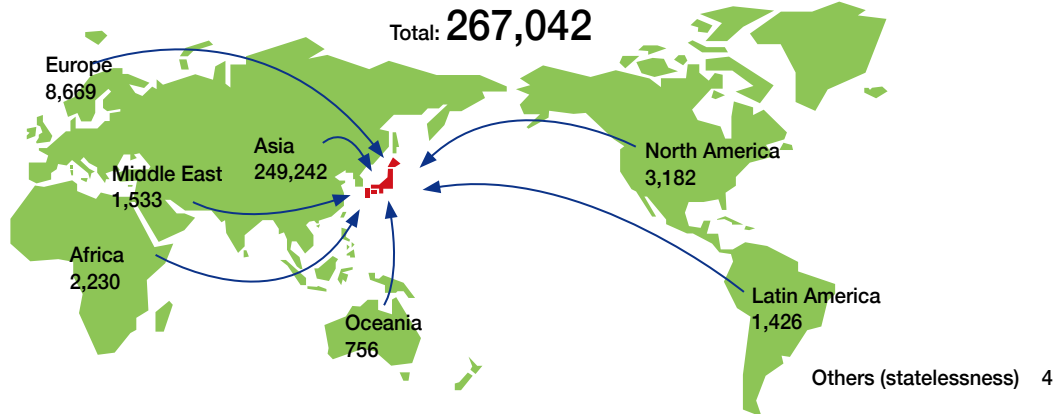 Total: 267,042
Europe
8,669
Asia
249,242
Middle East
1,533
North America
3,182
Africa
2,230
Latin America
1,426
Oceania
756
Others (statelessness) 4